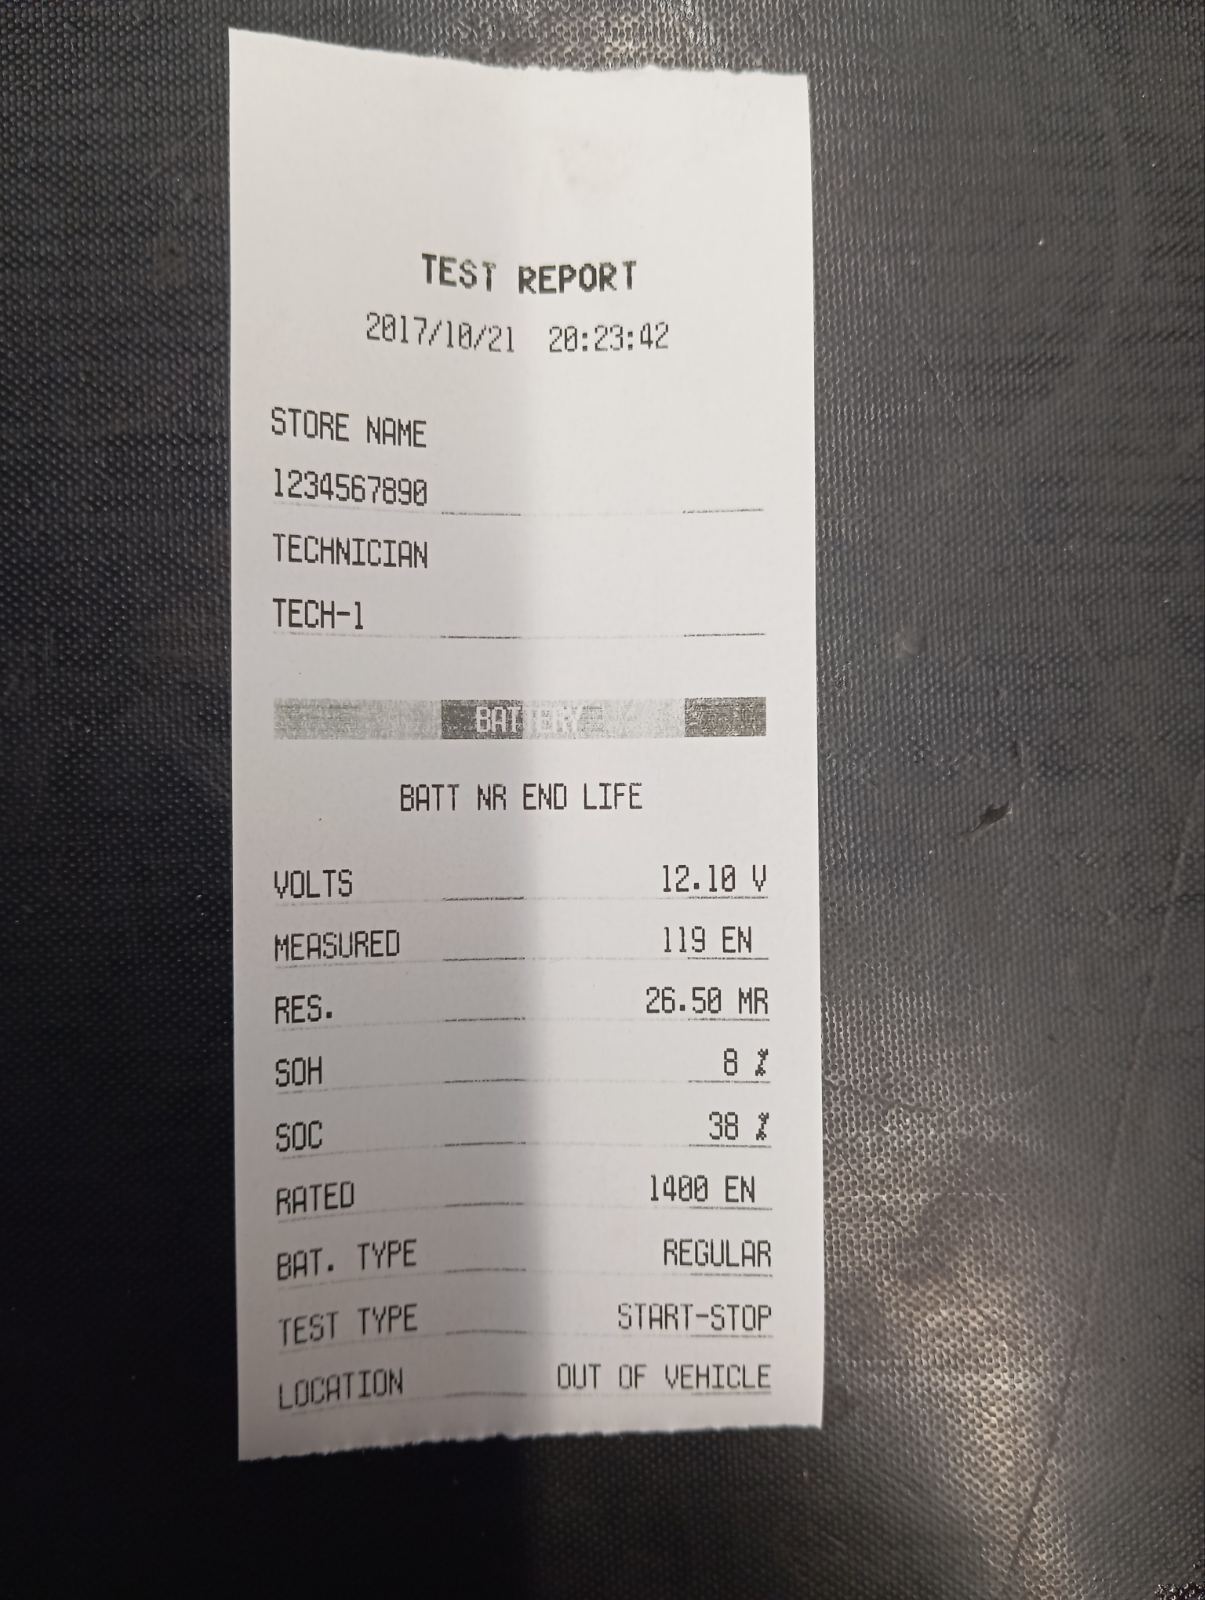 TEST REPORT
2017/10/21 20:23:42
STORE NAME
1234567890
TECHNICIAN
TECH-1
BATTERY
BATT NR END LIFE
VOLTS 12.10 V
MEASURED 119 EN
RES. 26.50 MR
SOH 8 %
SOC 38 %
RATED 1400 EN
BAT. TYPE REGULAR
TEST TYPE START-STOP
LOCATION OUT OF VEHICLE